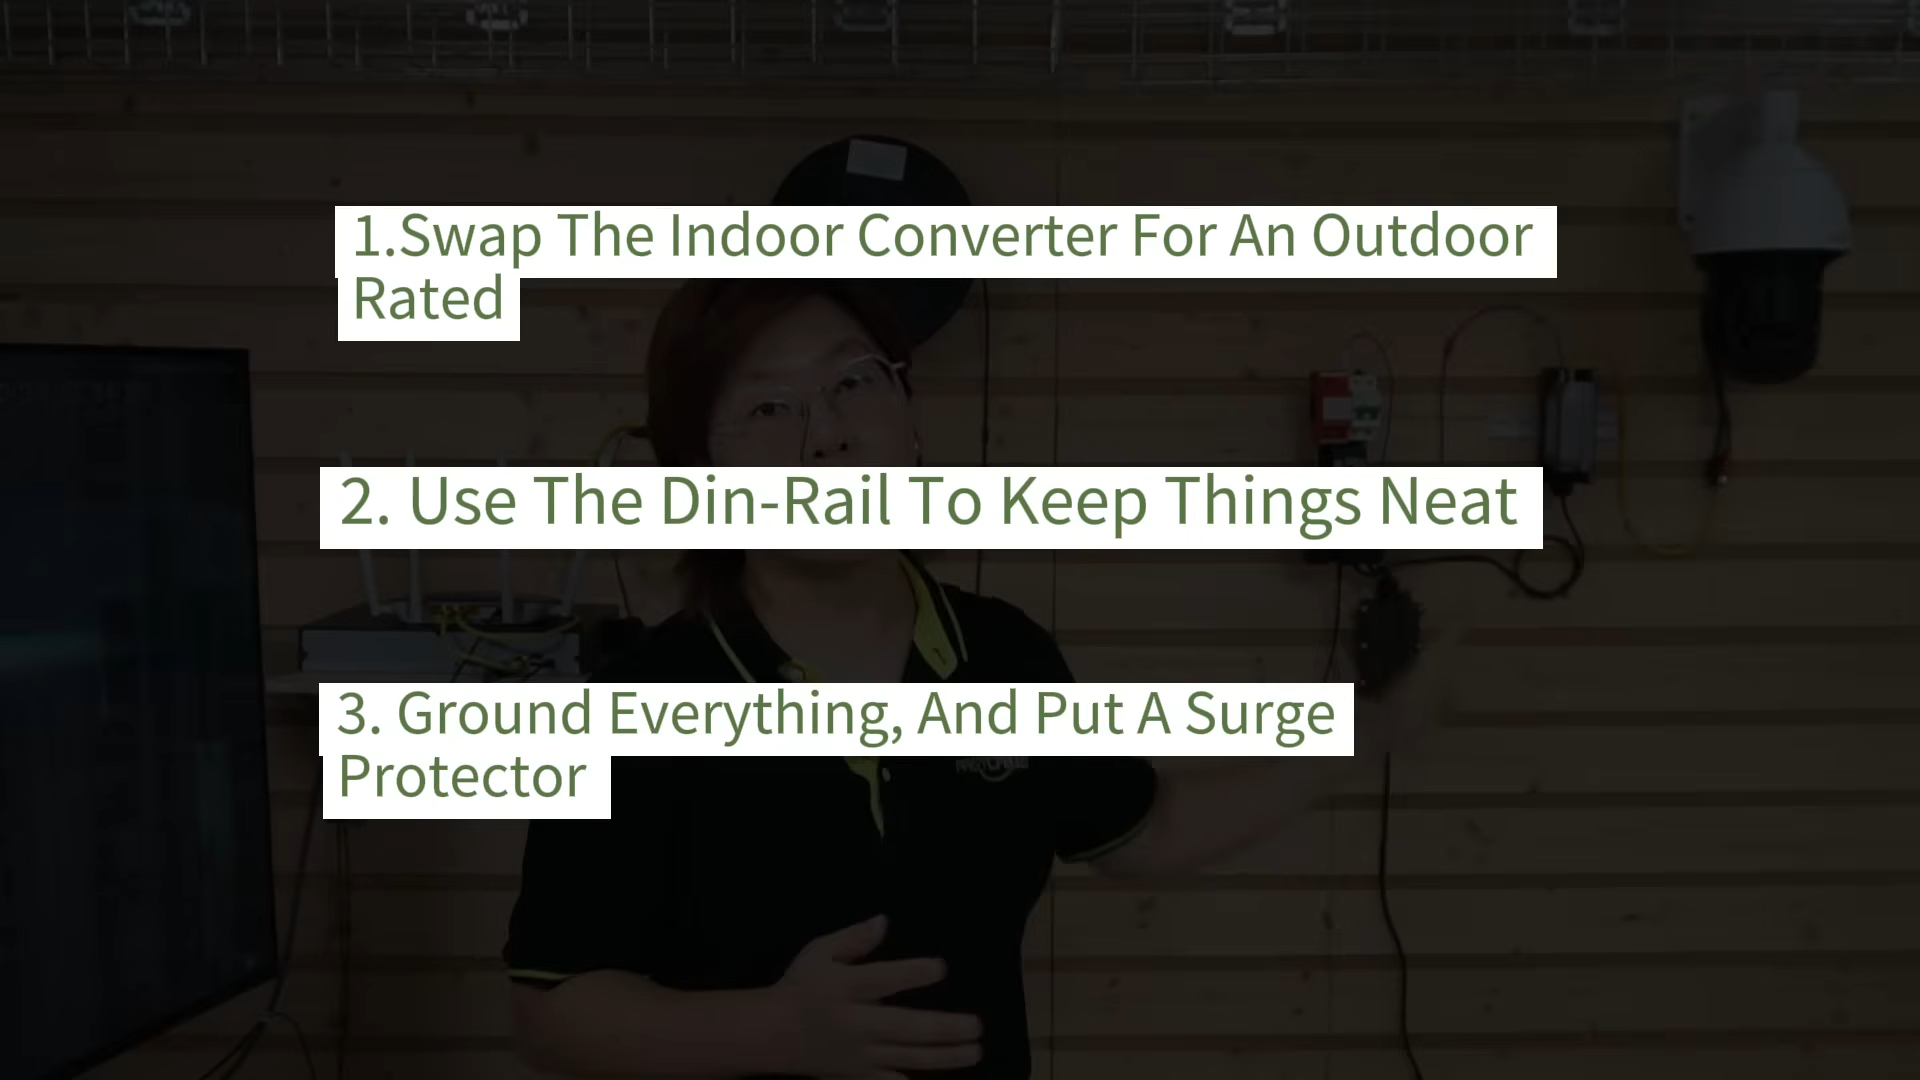 1.Swap The Indoor Converter For An Outdoor
Rated
2. Use The Din-Rail To Keep Things Neat
3. Ground Everything, And Put A Surge
Protector